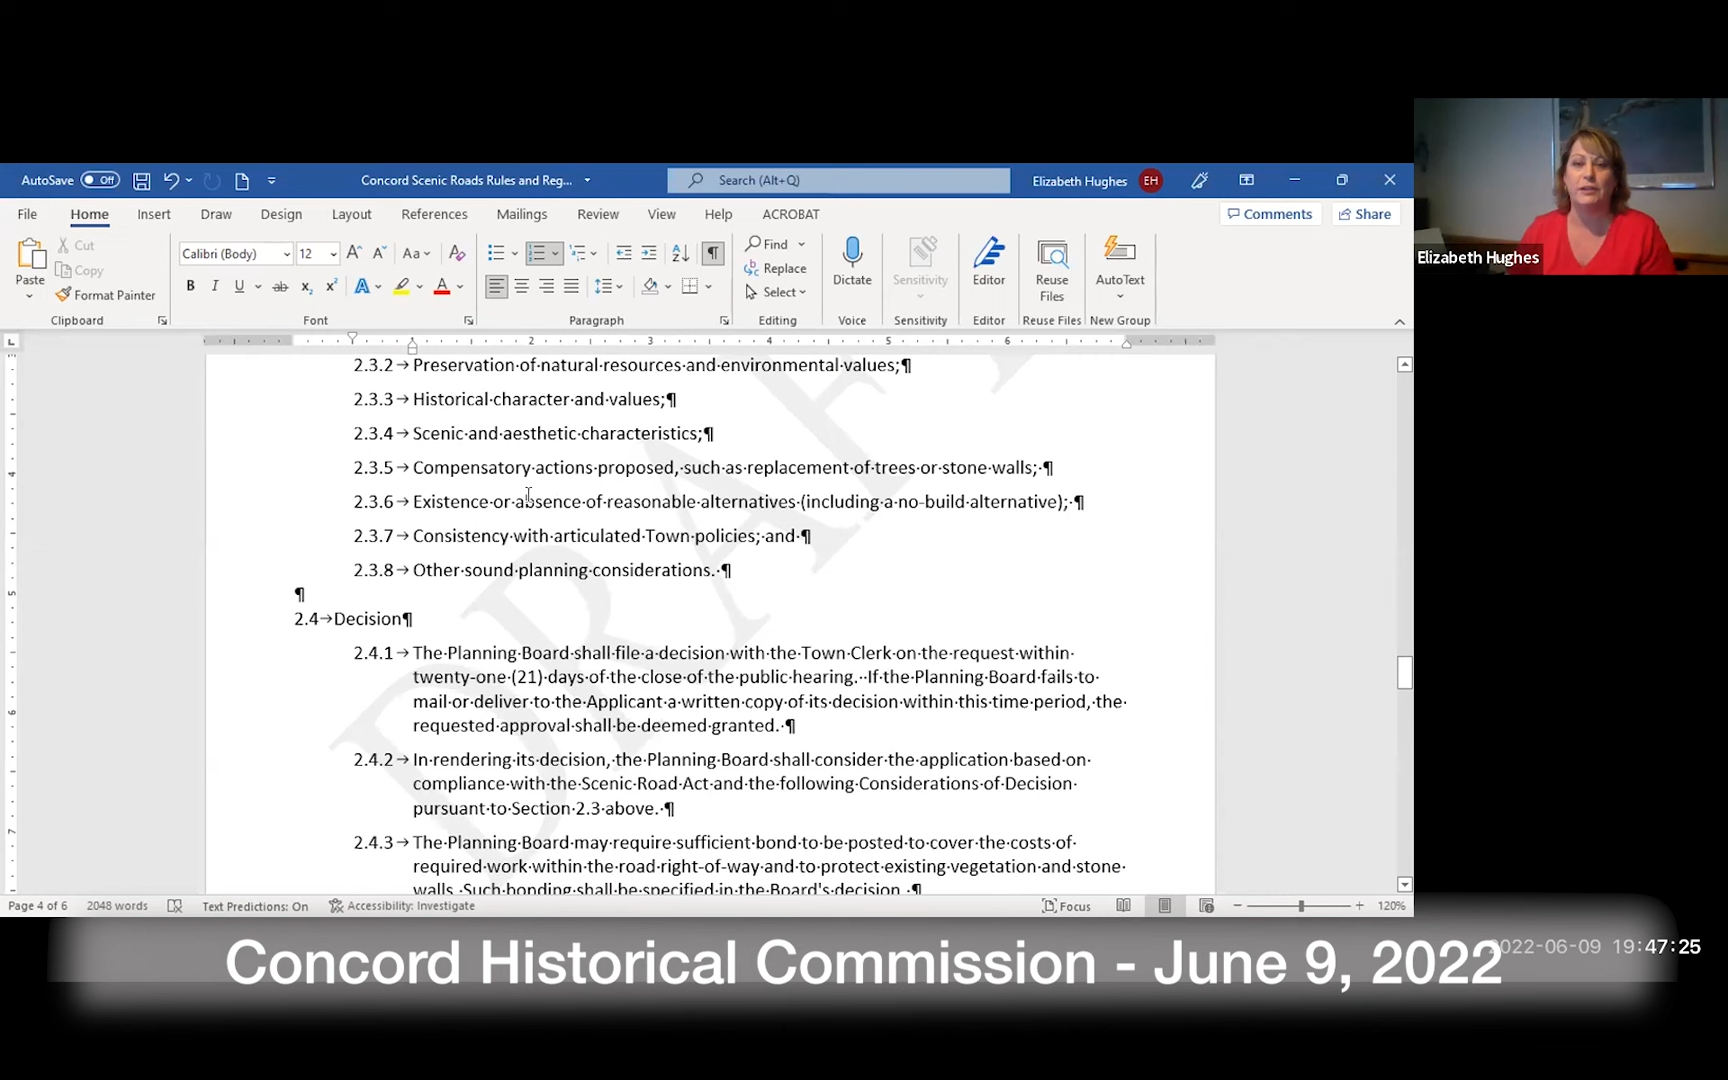 AutoSave Off
Concord Scenic Roads Rules and Reg...
Search (Alt+Q)
Elizabeth Hughes EH
File Home Insert Draw Design Layout References Mailings Review View Help ACROBAT
Comments Share
Paste
Cut
Copy
Format Painter
Calibri (Body) 12
Find
Replace
Select
Dictate
Sensitivity
Editor
Reuse Files
AutoText
Clipboard Font Paragraph Editing Voice Sensitivity Editor Reuse Files New Group
Elizabeth Hughes
2 3 4 5 6
2.3.2→Preservation·of·natural·resources·and·environmental·values;¶
2.3.3→Historical·character·and·values;¶
2.3.4→Scenic·and·aesthetic·characteristics;¶
2.3.5→Compensatory·actions·proposed,·such·as·replacement·of·trees·or·stone·walls;·¶
2.3.6→Existence·or·absence·of·reasonable·alternatives·(including·a·no-build·alternative);·¶
2.3.7→Consistency·with·articulated·Town·policies;·and·¶
2.3.8→Other·sound·planning·considerations.·¶
¶
2.4→Decision¶
2.4.1→The·Planning·Board·shall·file·a·decision·with·the·Town·Clerk·on·the·request·within·
twenty-one·(21)·days·of·the·close·of·the·public·hearing.··If·the·Planning·Board·fails·to·
mail·or·deliver·to·the·Applicant·a·written·copy·of·its·decision·within·this·time·period,·the·
requested·approval·shall·be·deemed·granted.·¶
2.4.2→In·rendering·its·decision,·the·Planning·Board·shall·consider·the·application·based·on·
compliance·with·the·Scenic·Road·Act·and·the·following·Considerations·of·Decision·
pursuant·to·Section·2.3·above.·¶
2.4.3→The·Planning·Board·may·require·sufficient·bond·to·be·posted·to·cover·the·costs·of·
required·work·within·the·road·right-of-way·and·to·protect·existing·vegetation·and·stone·
walls.·Such·bonding·shall·be·specified·in·the·Board's·decision.·¶
DRAFT
Page 4 of 6 2048 words Text Predictions: On Accessibility: Investigate Focus 120%
Concord Historical Commission - June 9, 2022
2022-06-09 19:47:25